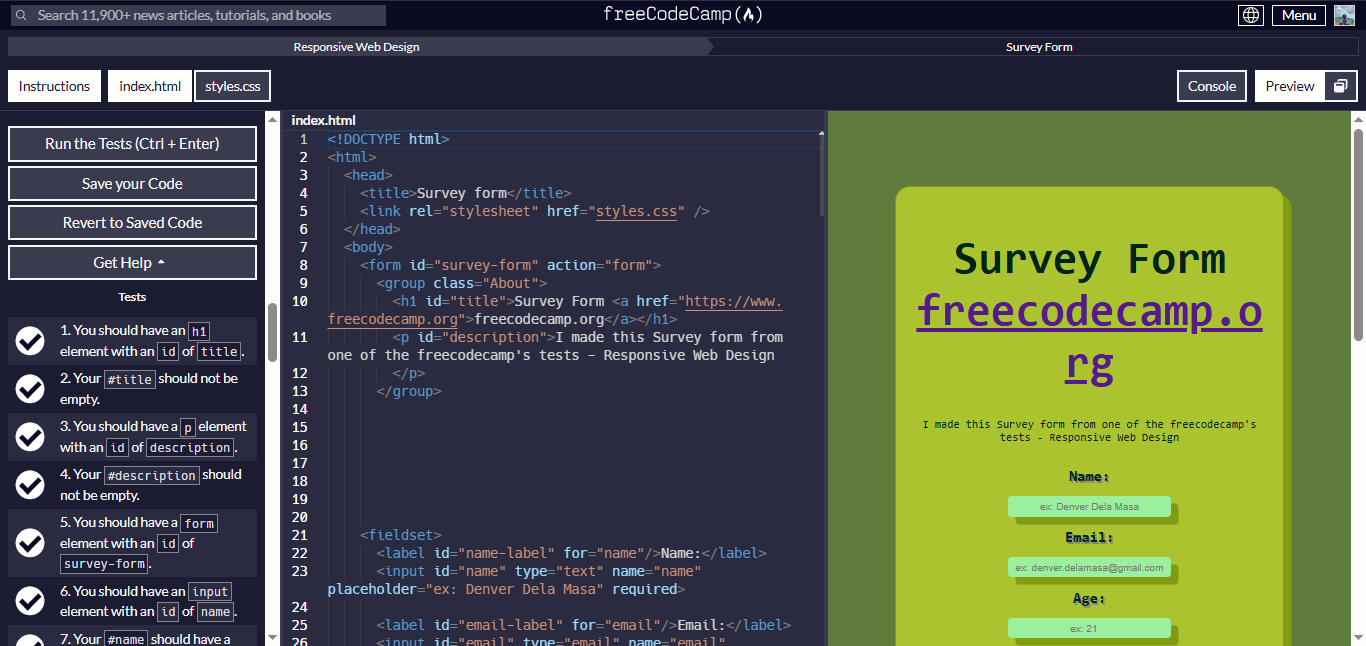 Search 11,900+ news articles, tutorials, and books
freeCodeCamp
Menu
Responsive Web Design
Survey Form
Instructions
index.html
styles.css
Console
Preview
Run the Tests (Ctrl + Enter)
Save your Code
Revert to Saved Code
Get Help
Tests
1. You should have an h1
element with an id of title.
2. Your #title should not be
empty.
3. You should have a p element
with an id of description.
4. Your #description should
not be empty.
5. You should have a form
element with an id of
survey-form.
6. You should have an input
element with an id of name.
7. Your #name should have a
index.html
1 <!DOCTYPE html>
2 <html>
3 <head>
4 <title>Survey form</title>
5 <link rel="stylesheet" href="styles.css" />
6 </head>
7 <body>
8 <form id="survey-form" action="form">
9 <group class="About">
10 <h1 id="title">Survey Form <a href="https://www.
freecodecamp.org">freecodecamp.org</a></h1>
11 <p id="description">I made this Survey form from
one of the freecodecamp's tests - Responsive Web Design
12 </p>
13 </group>
14
15
16
17
18
19
20
21 <fieldset>
22 <label id="name-label" for="name"/>Name:</label>
23 <input id="name" type="text" name="name"
placeholder="ex: Denver Dela Masa" required>
24
25 <label id="email-label" for="email"/>Email:</label>
26 <input id="email" type="email" name="email"
Survey Form
freecodecamp.o
rg
I made this Survey form from one of the freecodecamp's
tests - Responsive Web Design
Name:
ex: Denver Dela Masa
Email:
ex: denver.delamasa@gmail.com
Age:
ex: 21